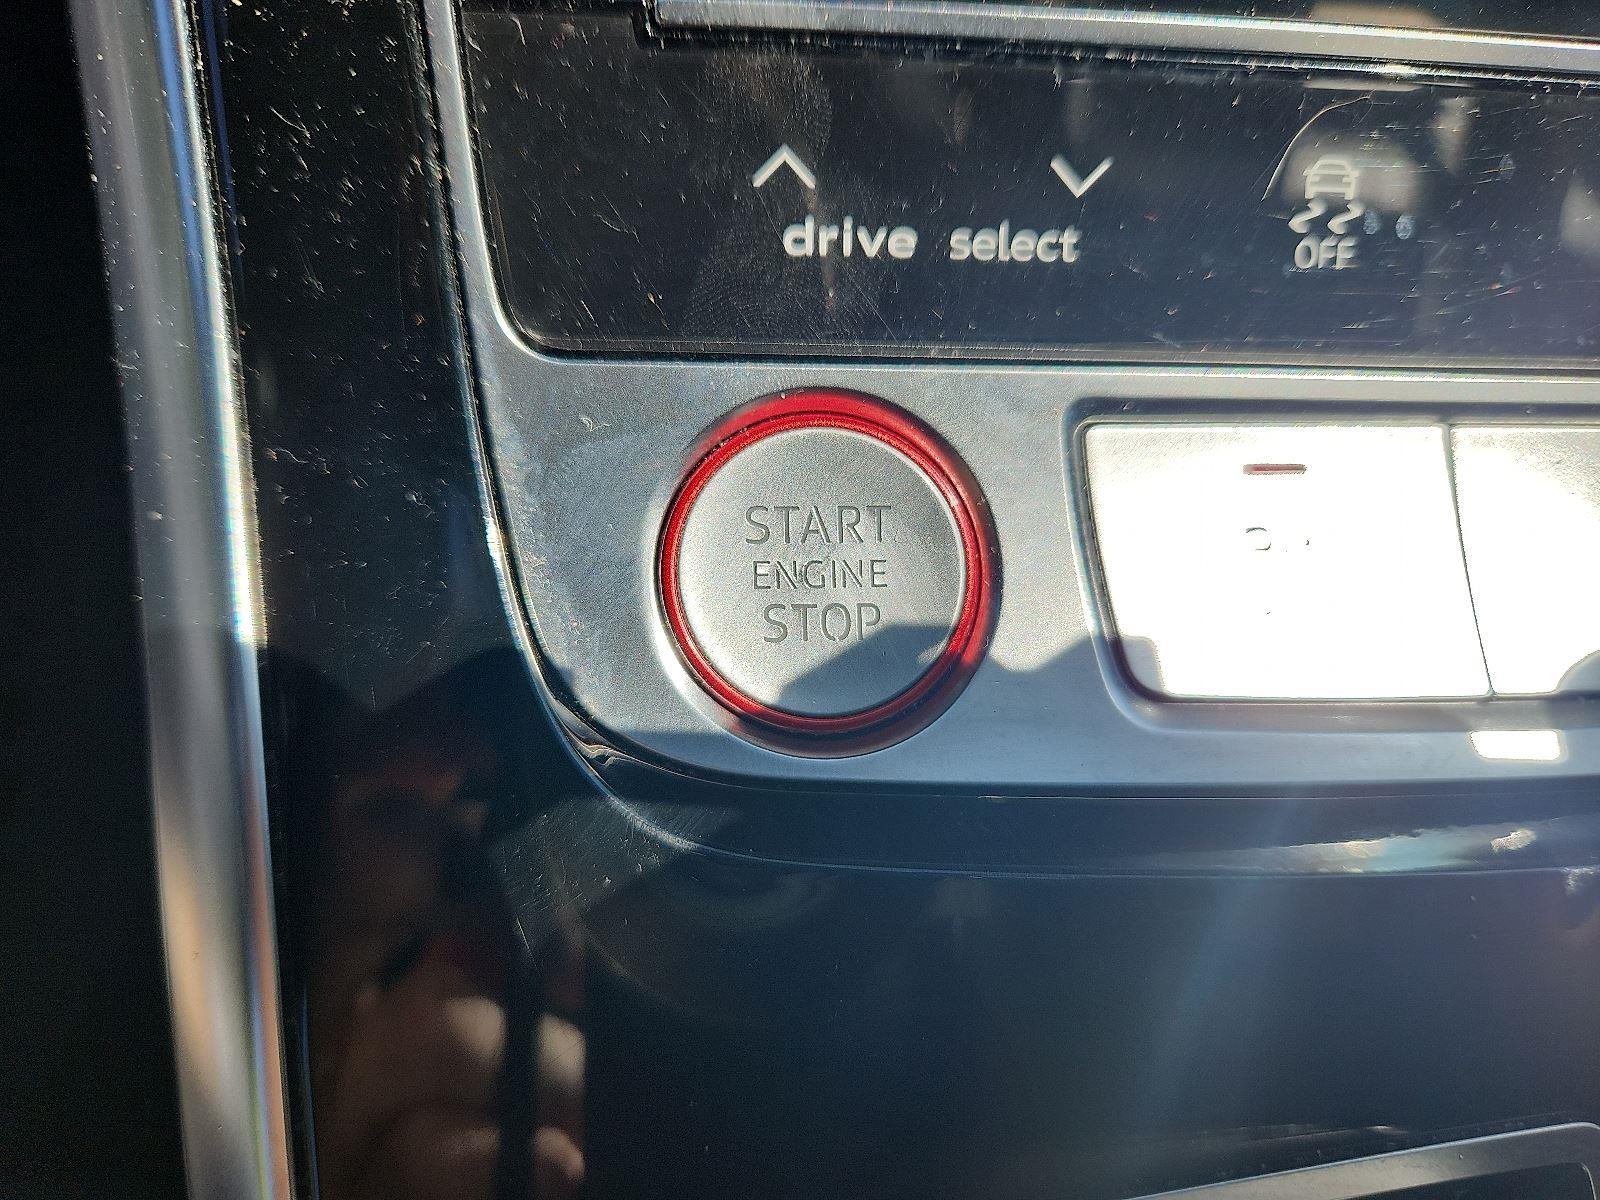 drive select
OFF
START
ENGINE
STOP